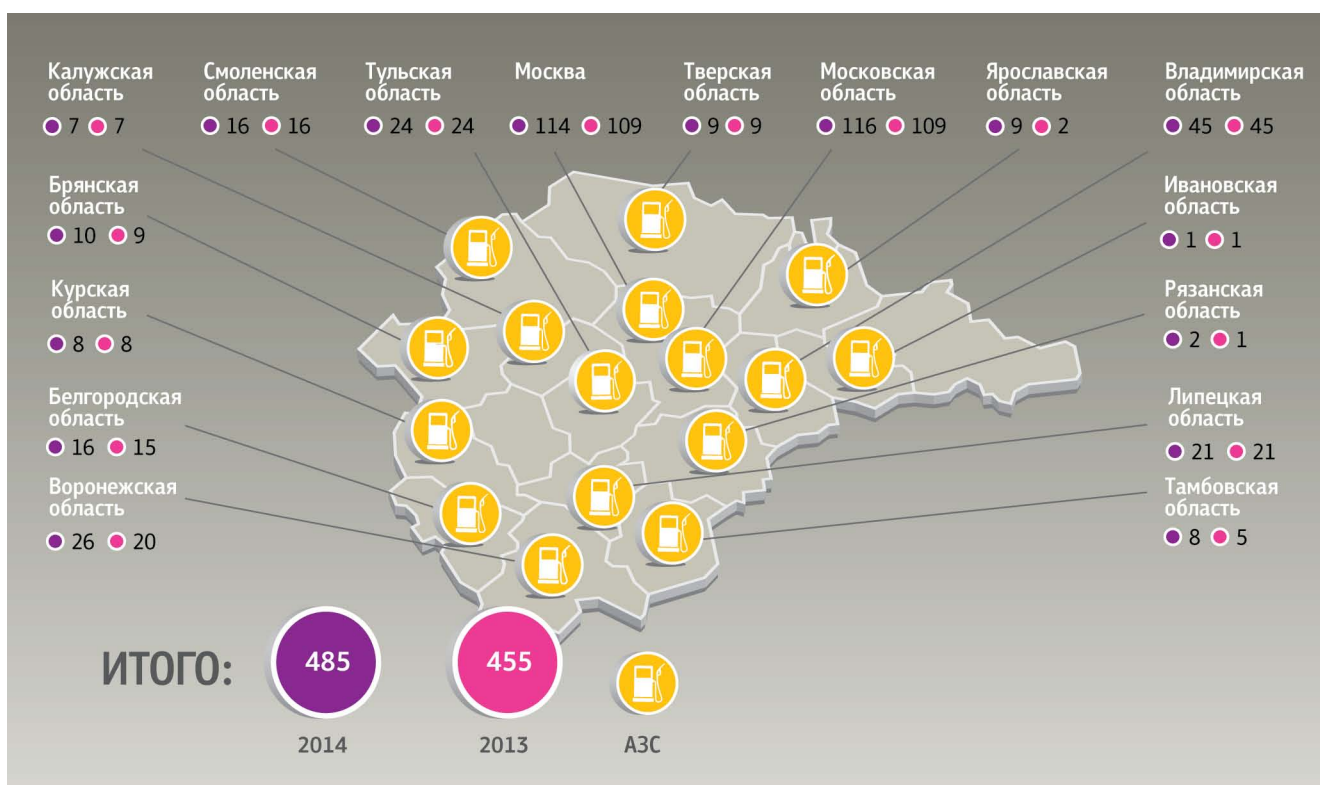 Калужская
область
7 7
Смоленская
область
16 16
Тульская
область
24 24
Москва
114 109
Тверская
область
9 9
Московская
область
116 109
Ярославская
область
9 2
Владимирская
область
45 45
Брянская
область
10 9
Курская
область
8 8
Белгородская
область
16 15
Воронежская
область
26 20
Ивановская
область
1 1
Рязанская
область
2 1
Липецкая
область
21 21
Тамбовская
область
8 5
ИТОГО:
485
2014
455
2013
АЗС